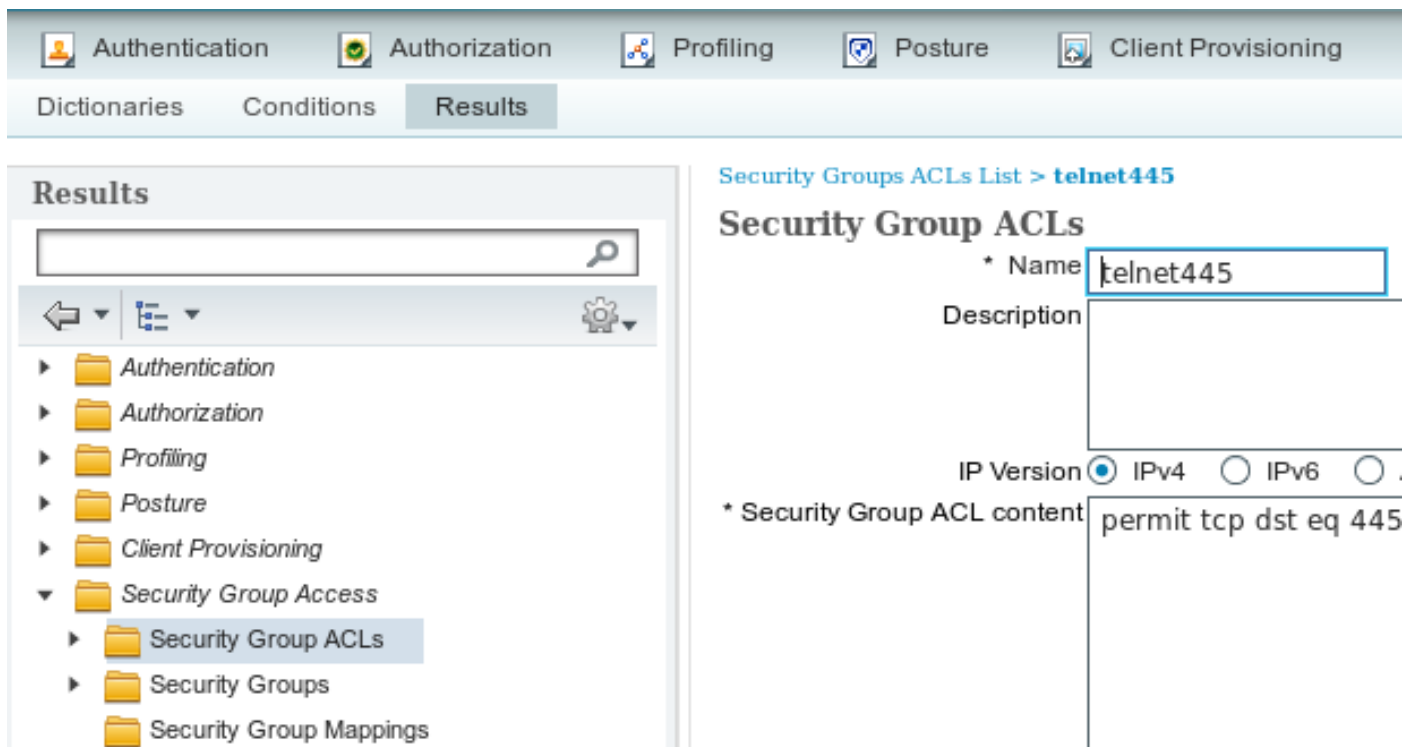 Authentication Authorization Profiling Posture Client Provisioning
Dictionaries Conditions Results
Results
Authentication
Authorization
Profiling
Posture
Client Provisioning
Security Group Access
Security Group ACLs
Security Groups
Security Group Mappings
Security Groups ACLs List > telnet445
Security Group ACLs
* Name telnet445
Description
IP Version IPv4 IPv6
* Security Group ACL content permit tcp dst eq 445